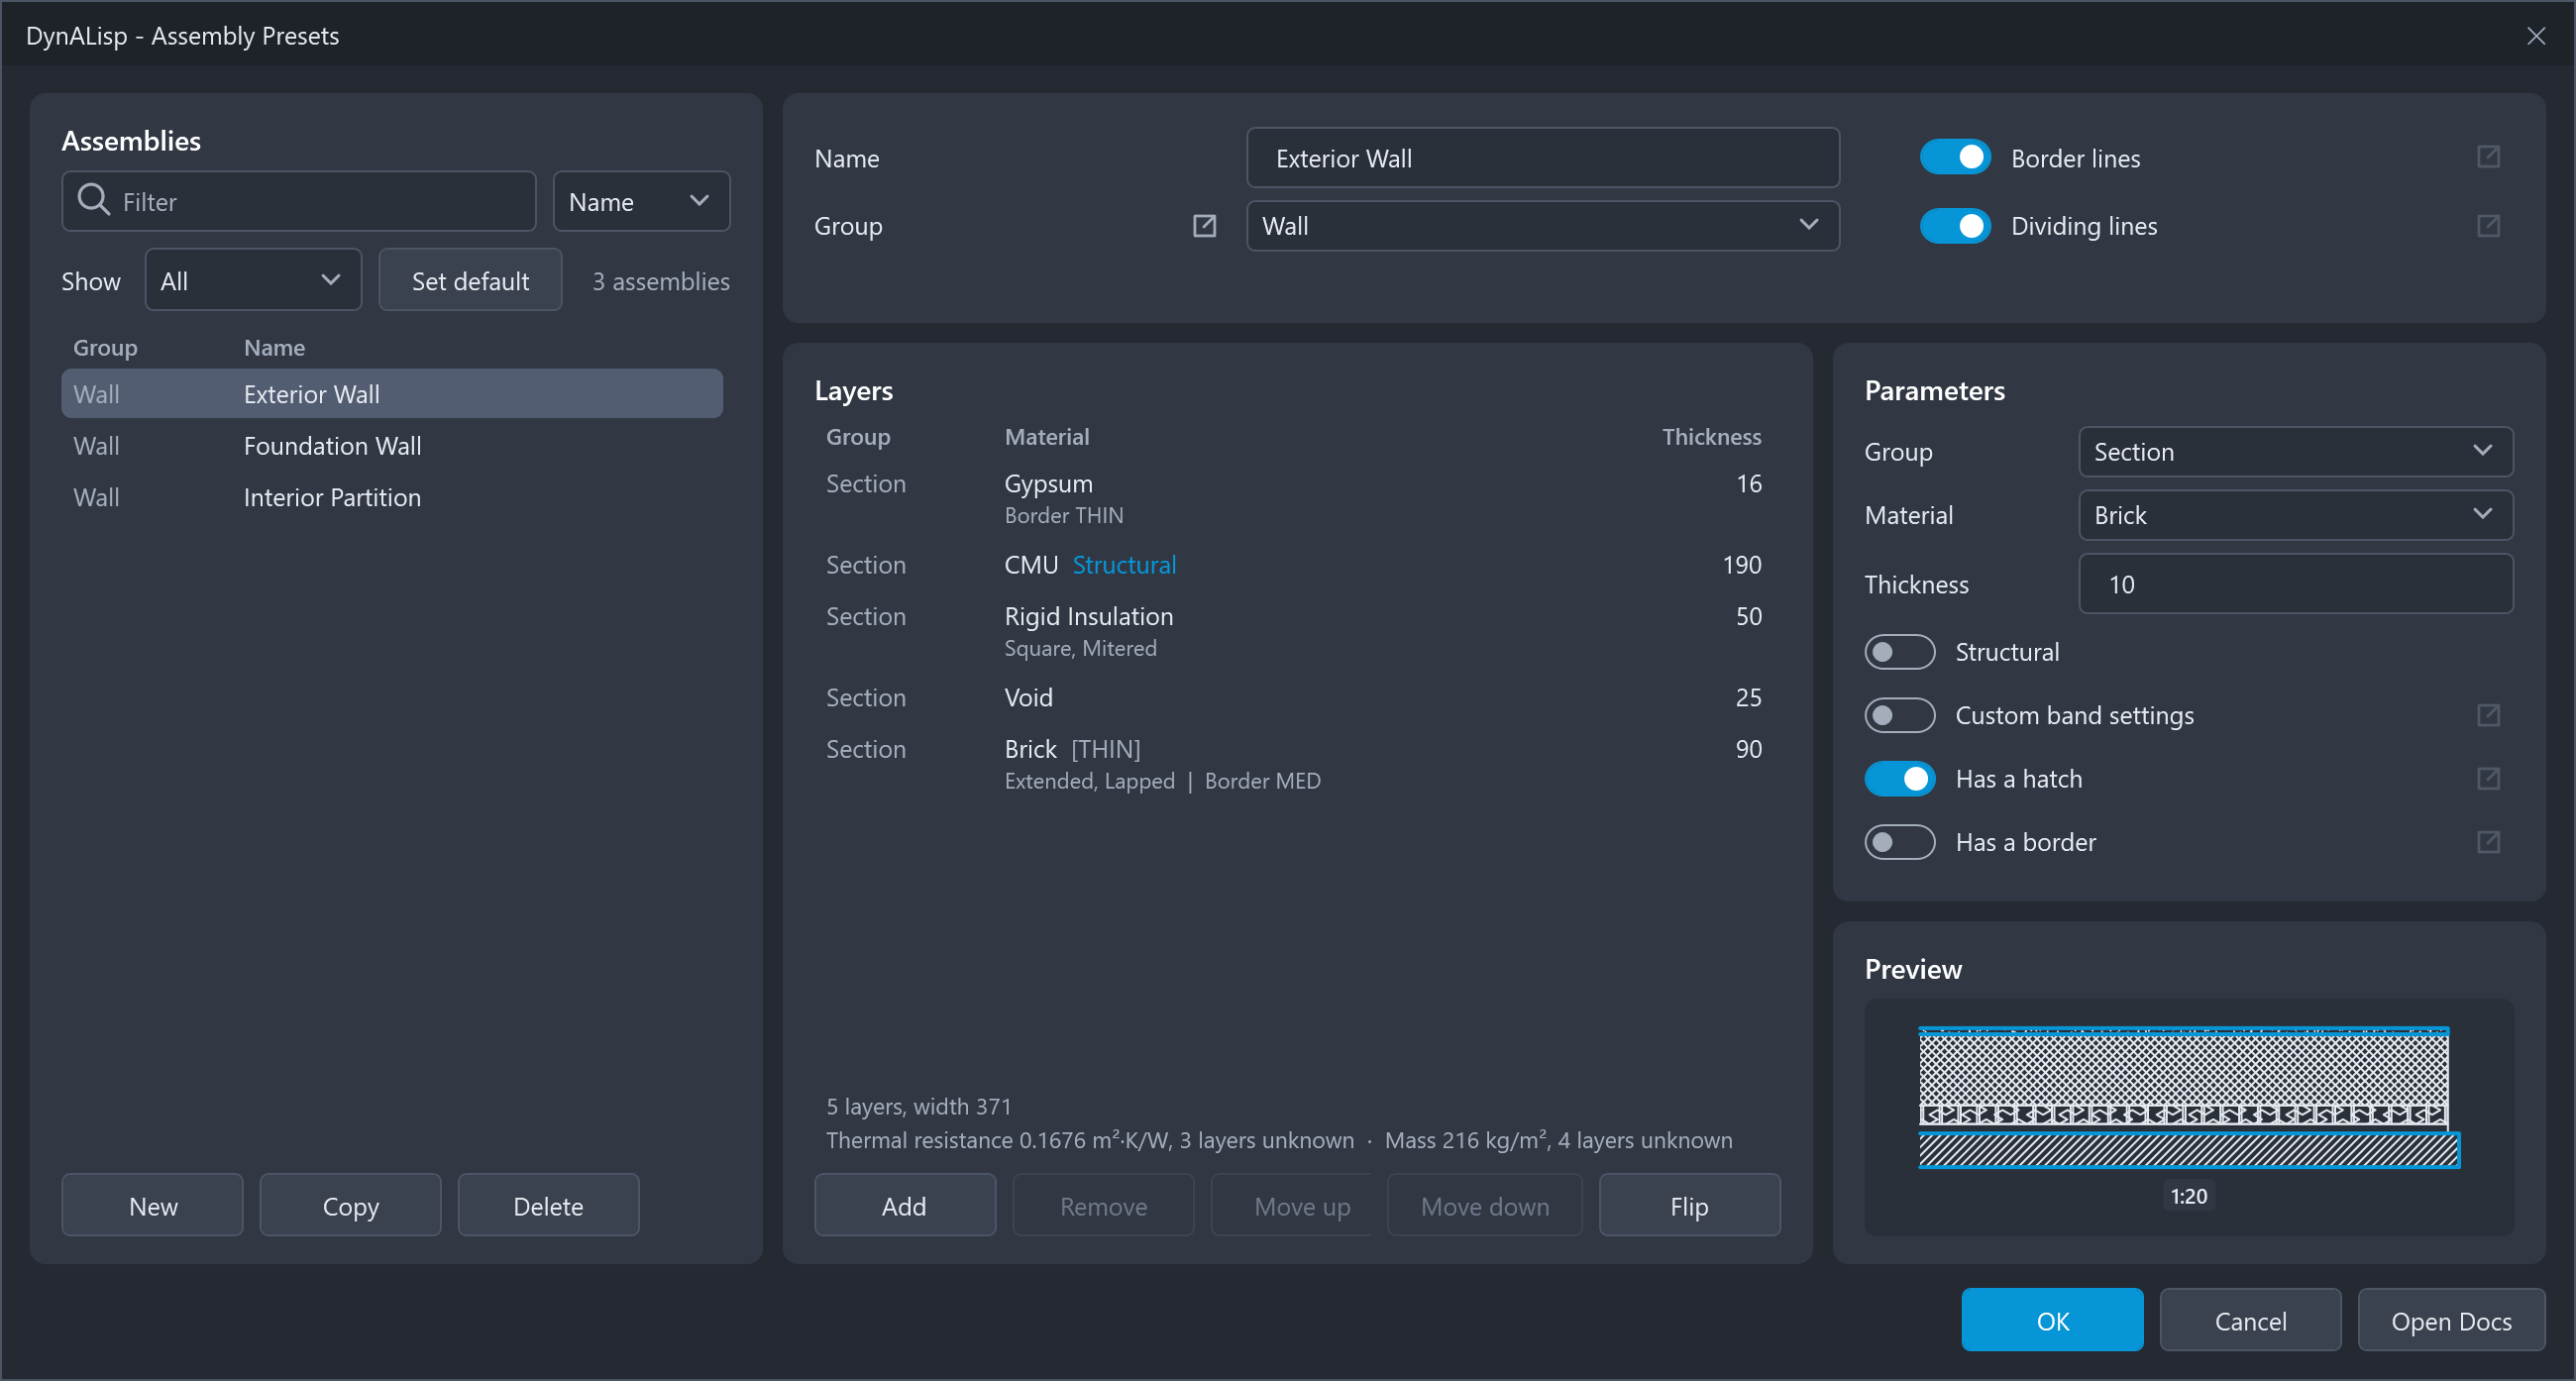 DynALisp - Assembly Presets
Assemblies
Filter
Name
Show
All
Set default
3 assemblies
Group Name
Wall Exterior Wall
Wall Foundation Wall
Wall Interior Partition
New
Copy
Delete
Name
Exterior Wall
Border lines
Group
Wall
Dividing lines
Layers
Group Material Thickness
Section Gypsum 16
Border THIN
Section CMU Structural 190
Section Rigid Insulation 50
Square, Mitered
Section Void 25
Section Brick [THIN] 90
Extended, Lapped | Border MED
5 layers, width 371
Thermal resistance 0.1676 m²·K/W, 3 layers unknown · Mass 216 kg/m², 4 layers unknown
Add
Remove
Move up
Move down
Flip
Parameters
Group
Section
Material
Brick
Thickness
10
Structural
Custom band settings
Has a hatch
Has a border
Preview
1:20
OK
Cancel
Open Docs